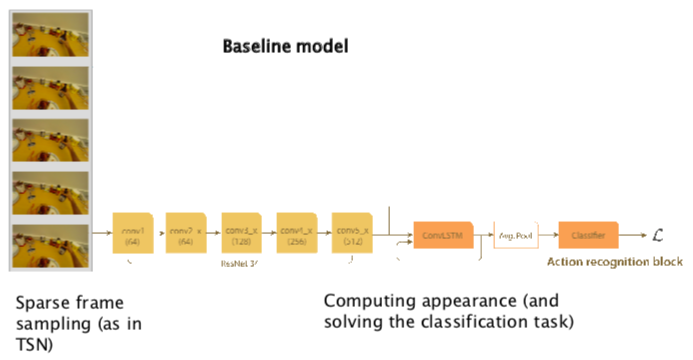 Baseline model
conv1
(64)
conv2_x
(64)
conv3_x
(128)
conv4_x
(256)
conv5_x
(512)
ResNet 34
ConvLSTM
Avg. Pool
Classifier
ℒ
Action recognition block
Sparse frame
sampling (as in
TSN)
Computing appearance (and
solving the classification task)